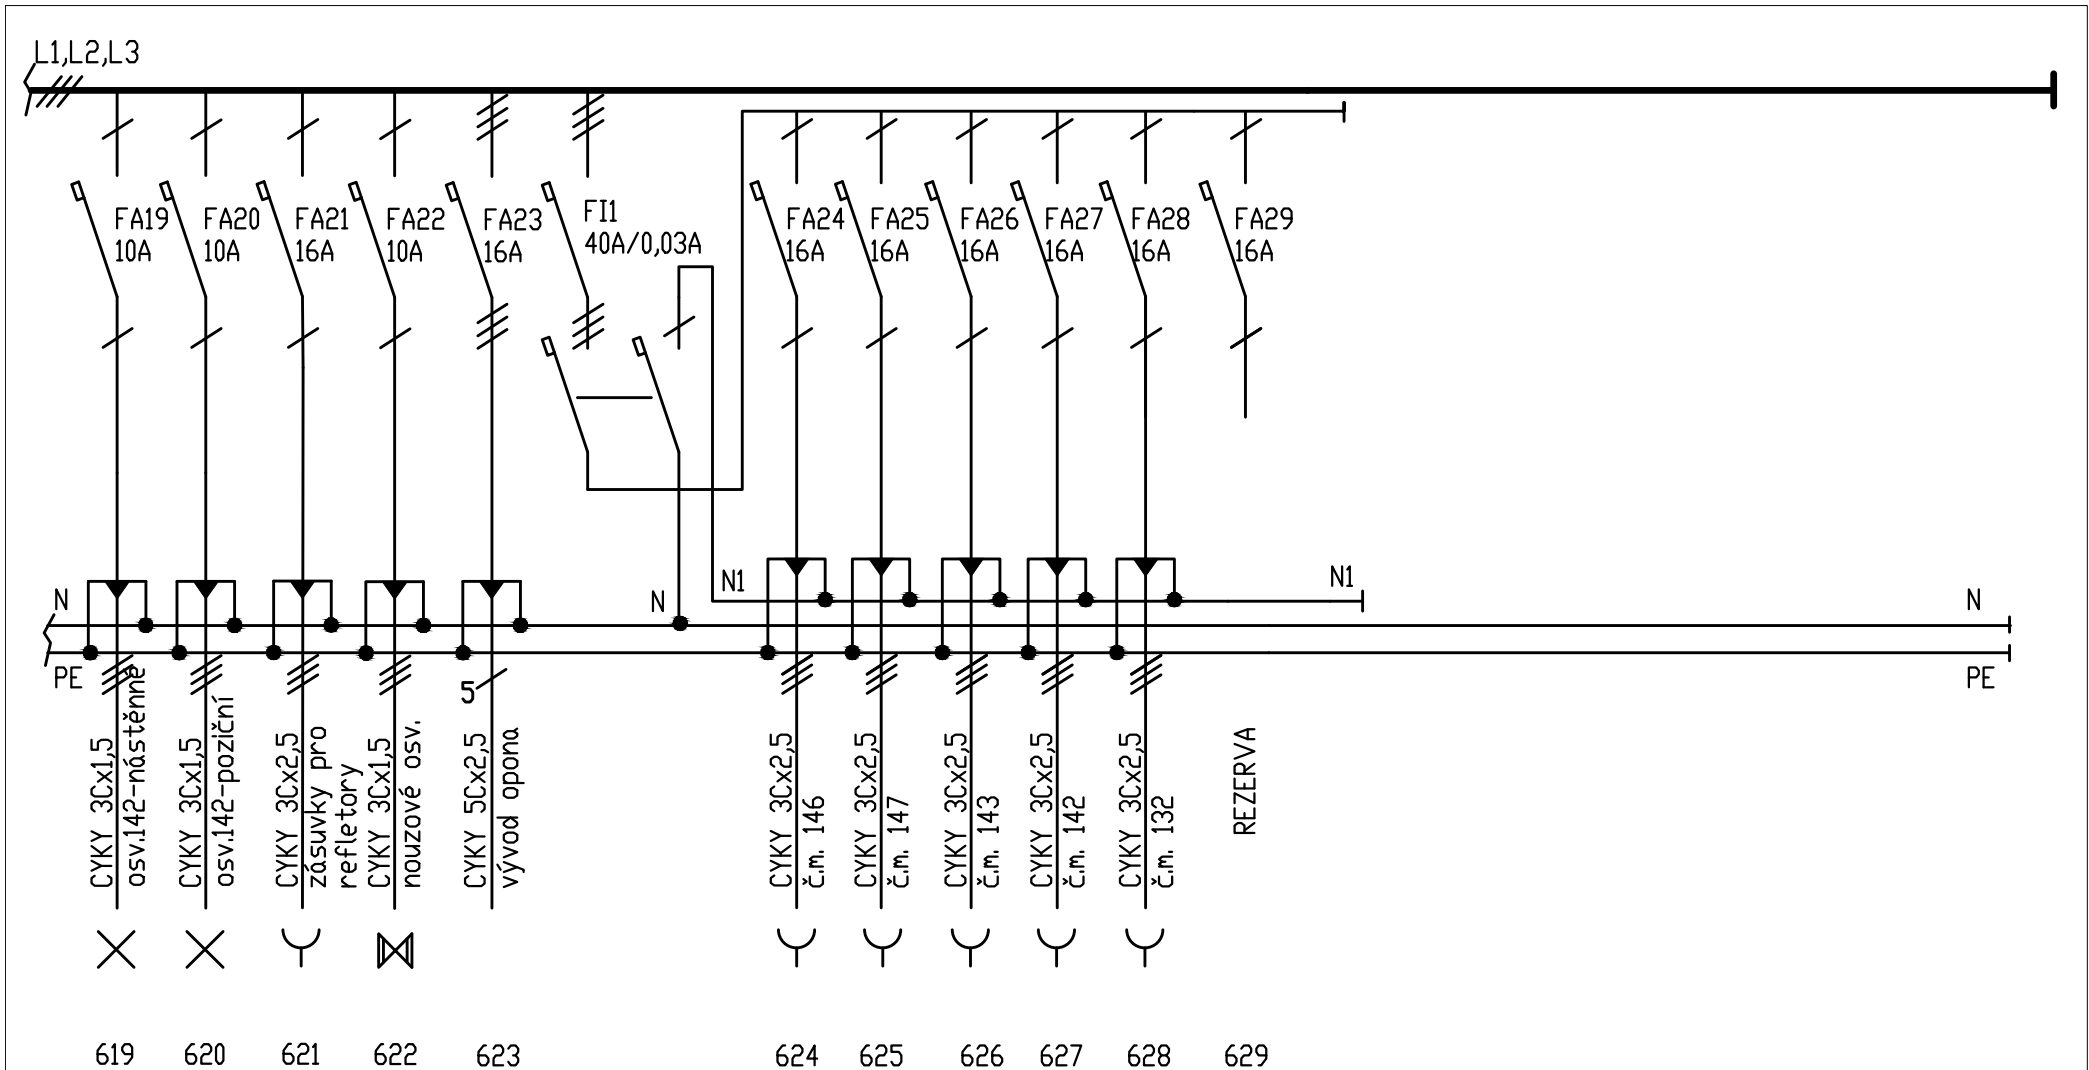 L1,L2,L3
FA19
10A
FA20
10A
FA21
16A
FA22
10A
FA23
16A
FI1
40A/0,03A
FA24
16A
FA25
16A
FA26
16A
FA27
16A
FA28
16A
FA29
16A
N
N
N1
N1
N
PE
5
PE
CYKY 3Cx1,5
osv.142-nástěnné
CYKY 3Cx1,5
osv.142-poziční
CYKY 3Cx2,5
zásuvky pro
refletory
CYKY 3Cx1,5
nouzové osv.
CYKY 5Cx2,5
vývod opona
CYKY 3Cx2,5
č.m. 146
CYKY 3Cx2,5
č.m. 147
CYKY 3Cx2,5
č.m. 143
CYKY 3Cx2,5
č.m. 142
CYKY 3Cx2,5
č.m. 132
REZERVA
619
620
621
622
623
624
625
626
627
628
629